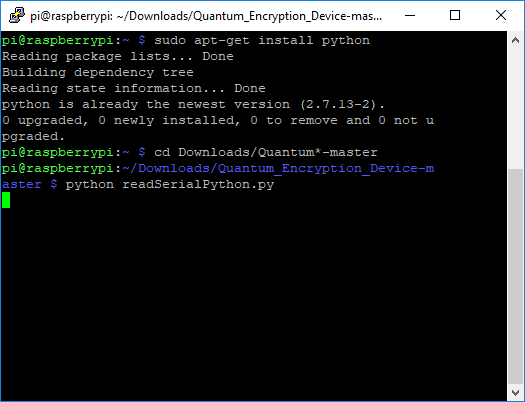 pi@raspberrypi: ~/Downloads/Quantum_Encryption_Device-mas...
pi@raspberrypi:~ $ sudo apt-get install python
Reading package lists... Done
Building dependency tree
Reading state information... Done
python is already the newest version (2.7.13-2).
0 upgraded, 0 newly installed, 0 to remove and 0 not u
pgraded.
pi@raspberrypi:~ $ cd Downloads/Quantum*-master
pi@raspberrypi:~/Downloads/Quantum_Encryption_Device-m
aster $ python readSerialPython.py